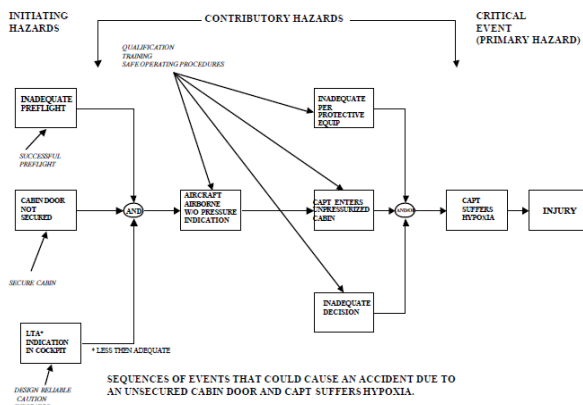 INITIATING
HAZARDS
CONTRIBUTORY HAZARDS
CRITICAL
EVENT
(PRIMARY HAZARD)
QUALIFICATION
TRAINING
SAFE OPERATING PROCEDURES
INADEQUATE
PREFLIGHT
INADEQUATE
PER
PROTECTIVE
EQUIP
SUCCESSFUL
PREFLIGHT
CABIN DOOR
NOT
SECURED
AND
AIRCRAFT
AIRBORNE
W/O PRESSURE
INDICATION
CAPT ENTERS
UNPRESSURIZED
CABIN
AND/OR
CAPT
SUFFERS
HYPOXIA
INJURY
SECURE CABIN
INADEQUATE
DECISION
LTA*
INDICATION
IN COCKPIT
* LESS THEN ADEQUATE
DESIGN RELIABLE
CAUTION
SEQUENCES OF EVENTS THAT COULD CAUSE AN ACCIDENT DUE TO
AN UNSECURED CABIN DOOR AND CAPT SUFFERS HYPOXIA.